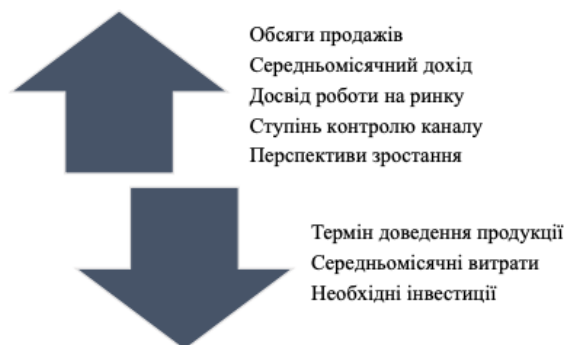 Обсяги продажів
Середньомісячний дохід
Досвід роботи на ринку
Ступінь контролю каналу
Перспективи зростання
Термін доведення продукції
Середньомісячні витрати
Необхідні інвестиції